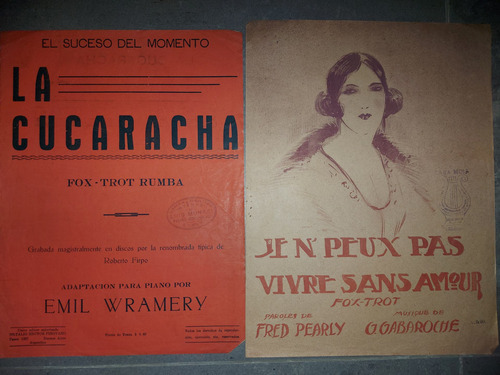 EL SUCESO DEL MOMENTO
LA
CUCARACHA
FOX-TROT RUMBA
Grabada magistralmente en discos por la renombrada típica de
Roberto Firpo
ADAPTACION PARA PIANO POR
EMIL WRAMERY
JE N' PEUX PAS
VIVRE SANS AMOUR
FOX-TROT
PAROLES DE
FRED PEARLY
MUSIQUE DE
G. GABAROCHE